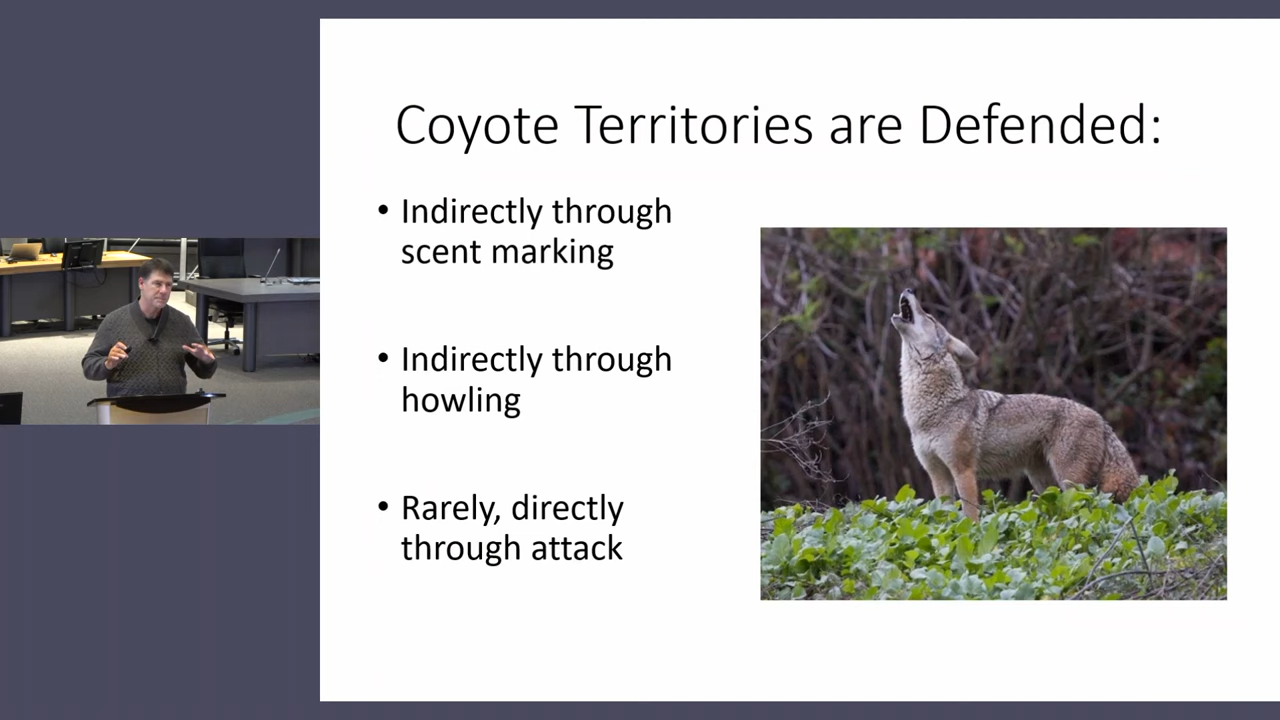 Coyote Territories are Defended:
• Indirectly through
scent marking
• Indirectly through
howling
• Rarely, directly
through attack